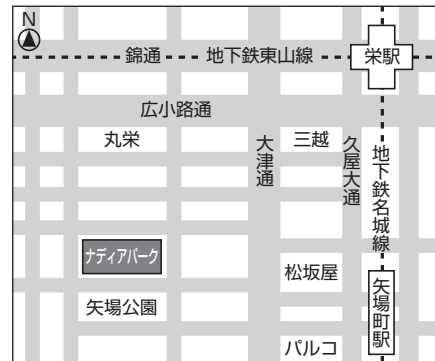 N
錦通
地下鉄東山線
栄駅
広小路通
丸栄
大津通
三越
久屋大通
地下鉄名城線
ナディアパーク
松坂屋
矢場町駅
矢場公園
パルコ